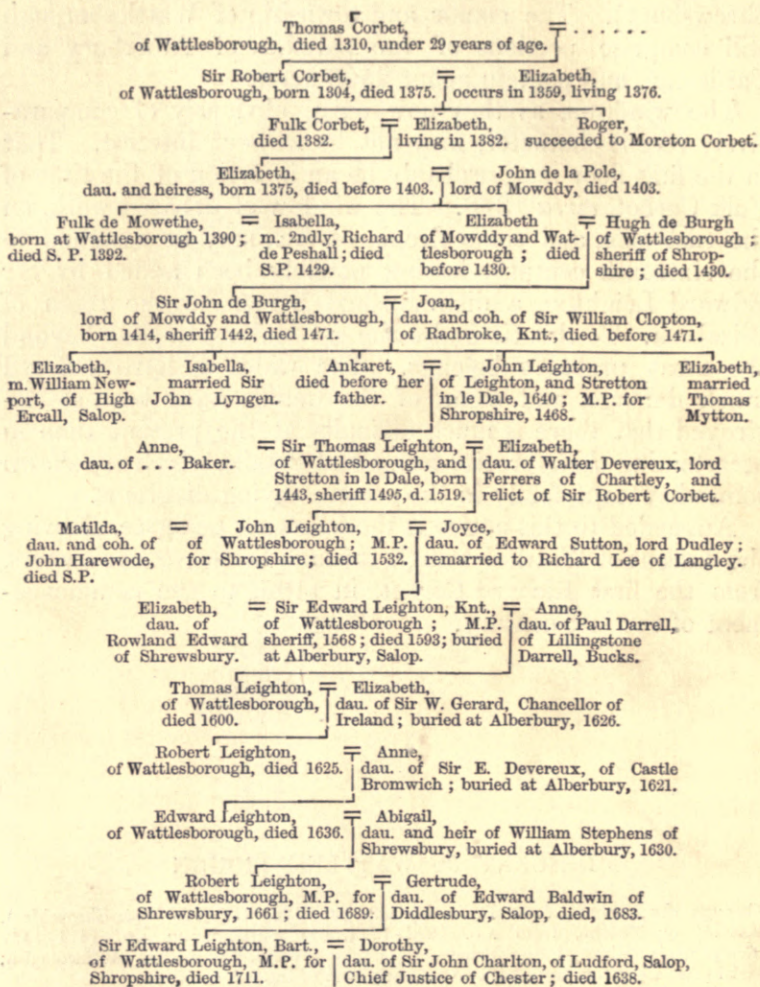 Thomas Corbet, = . . . . . .
of Wattlesborough, died 1310, under 29 years of age.
Sir Robert Corbet, = Elizabeth,
of Wattlesborough, born 1304, died 1375. occurs in 1359, living 1376.
Fulk Corbet, = Elizabeth, Roger,
died 1382. living in 1382. succeeded to Moreton Corbet.
Elizabeth, = John de la Pole,
dau. and heiress, born 1375, died before 1403. lord of Mowddy, died 1403.
Fulk de Mowethe, = Isabella, Elizabeth = Hugh de Burgh
born at Wattlesborough 1390; m. 2ndly, Richard of Mowddy and Wat- of Wattlesborough;
died S. P. 1392. de Peshall; died tlesborough; died sheriff of Shrop-
S.P. 1429. before 1430. shire; died 1430.
Sir John de Burgh, = Joan,
lord of Mowddy and Wattlesborough, dau. and coh. of Sir William Clopton,
born 1414, sheriff 1442, died 1471. of Radbroke, Knt., died before 1471.
Elizabeth, Isabella, Ankaret, = John Leighton, Elizabeth,
m. William New- married Sir died before her of Leighton, and Stretton married
port, of High John Lyngen. father. in le Dale, 1640; M.P. for Thomas
Ercall, Salop. Shropshire, 1468. Mytton.
Anne, = Sir Thomas Leighton, = Elizabeth,
dau. of . . . Baker. of Wattlesborough, and dau. of Walter Devereux, lord
Stretton in le Dale, born Ferrers of Chartley, and
1443, sheriff 1495, d. 1519. relict of Sir Robert Corbet.
Matilda, = John Leighton, = Joyce,
dau. and coh. of of Wattlesborough; M.P. dau. of Edward Sutton, lord Dudley;
John Harewode, for Shropshire; died 1532. remarried to Richard Lee of Langley.
died S.P.
Elizabeth, = Sir Edward Leighton, Knt., = Anne,
dau. of of Wattlesborough; M.P. dau. of Paul Darrell,
Rowland Edward sheriff, 1568; died 1593; buried of Lillingstone
of Shrewsbury. at Alberbury, Salop. Darrell, Bucks.
Thomas Leighton, = Elizabeth,
of Wattlesborough, dau. of Sir W. Gerard, Chancellor of
died 1600. Ireland; buried at Alberbury, 1626.
Robert Leighton, = Anne,
of Wattlesborough, died 1625. dau. of Sir E. Devereux, of Castle
Bromwich; buried at Alberbury, 1621.
Edward Leighton, = Abigail,
of Wattlesborough, died 1636. dau. and heir of William Stephens of
Shrewsbury, buried at Alberbury, 1630.
Robert Leighton, = Gertrude,
of Wattlesborough, M.P. for dau. of Edward Baldwin of
Shrewsbury, 1661; died 1689. Diddlesbury, Salop, died, 1683.
Sir Edward Leighton, Bart., = Dorothy,
of Wattlesborough, M.P. for dau. of Sir John Charlton, of Ludford, Salop,
Shropshire, died 1711. Chief Justice of Chester; died 1638.